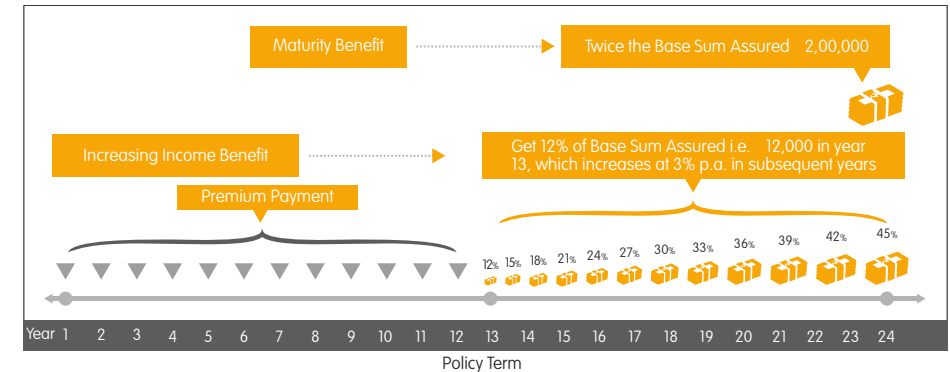 Maturity Benefit
Twice the Base Sum Assured 2,00,000
Increasing Income Benefit
Get 12% of Base Sum Assured i.e. 12,000 in year
13, which increases at 3% p.a. in subsequent years
Premium Payment
12% 15% 18% 21% 24% 27% 30% 33% 36% 39% 42% 45%
Year 1 2 3 4 5 6 7 8 9 10 11 12 13 14 15 16 17 18 19 20 21 22 23 24
Policy Term